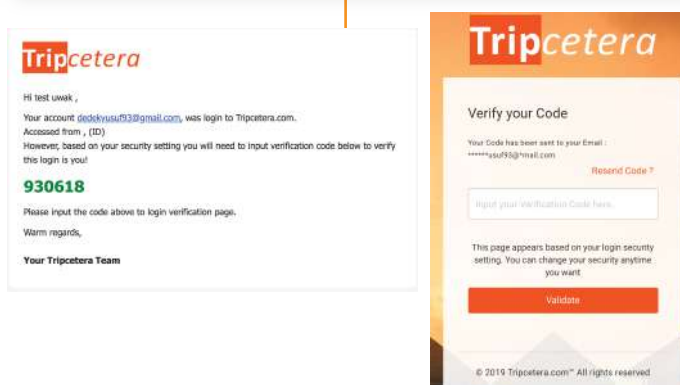 Tripcetera
Hi test uwak ,
Your account dedekyusuf93@gmail.com, was login to Tripcetera.com.
Accessed from , (ID)
However, based on your security setting you will need to input verification code below to verify
this login is you!
930618
Please input the code above to login verification page.
Warm regards,
Your Tripcetera Team
Tripcetera
Verify your Code
Your Code has been sent to your Email :
******usuf93@*mail.com
Resend Code ?
Input your Verification Code here.
This page appears based on your login security
setting. You can change your security anytime
you want
Validate
© 2019 Tripcetera.com™ All rights reserved